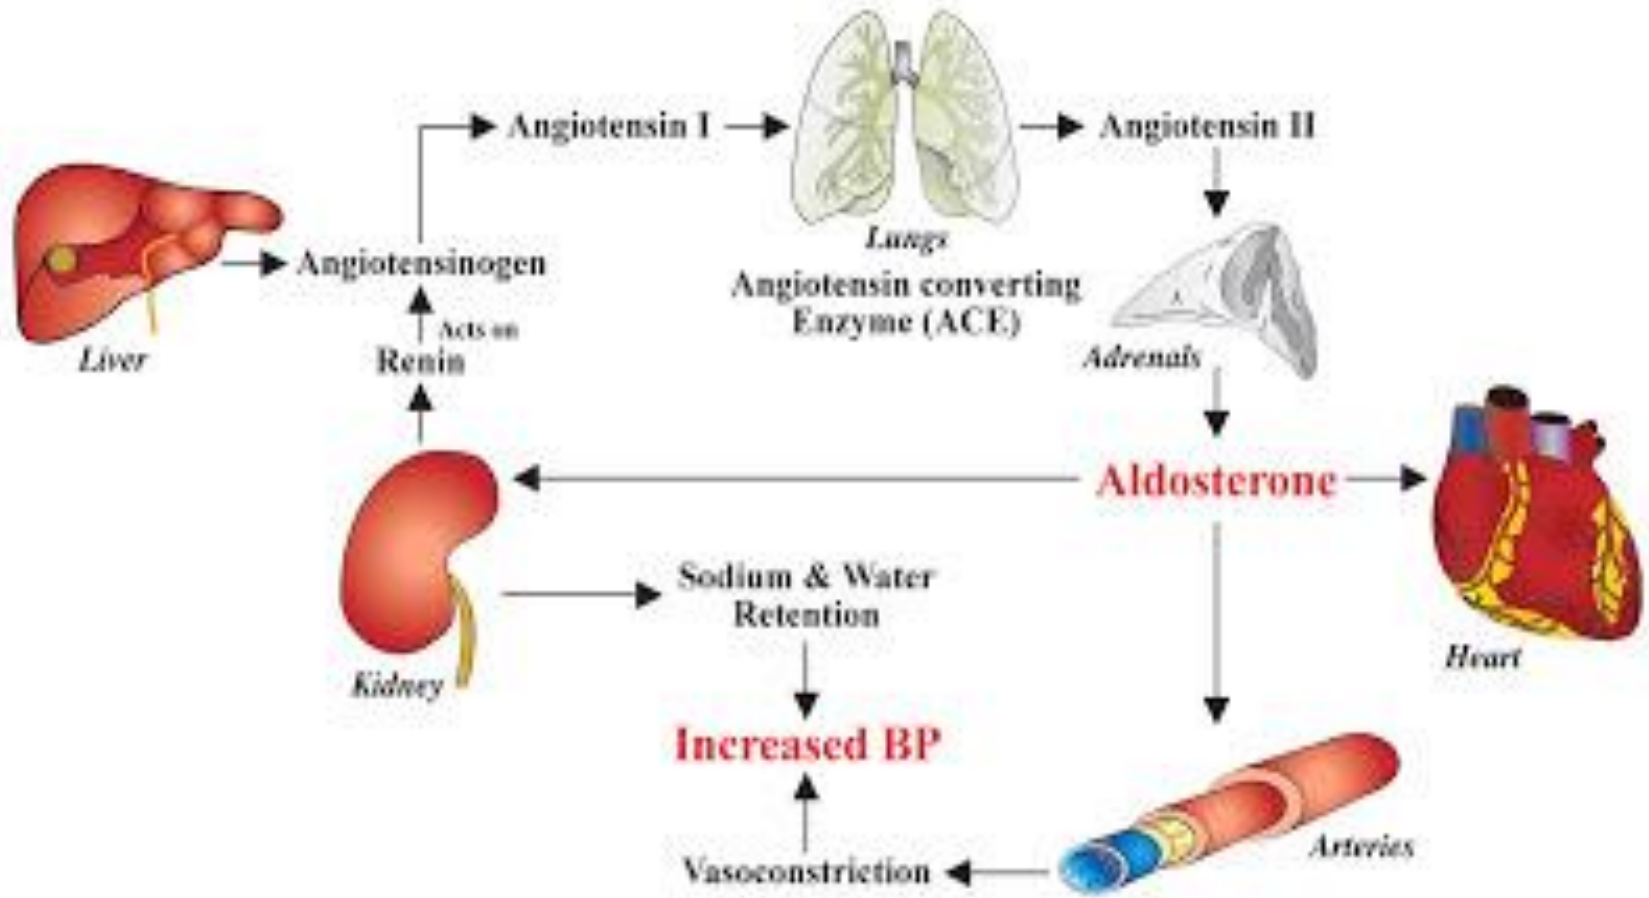 Angiotensin I
Angiotensin II
Lungs
Angiotensinogen
Angiotensin converting
Enzyme (ACE)
Acts on
Liver
Renin
Adrenals
Aldosterone
Sodium & Water
Retention
Heart
Kidney
Increased BP
Arteries
Vasoconstriction